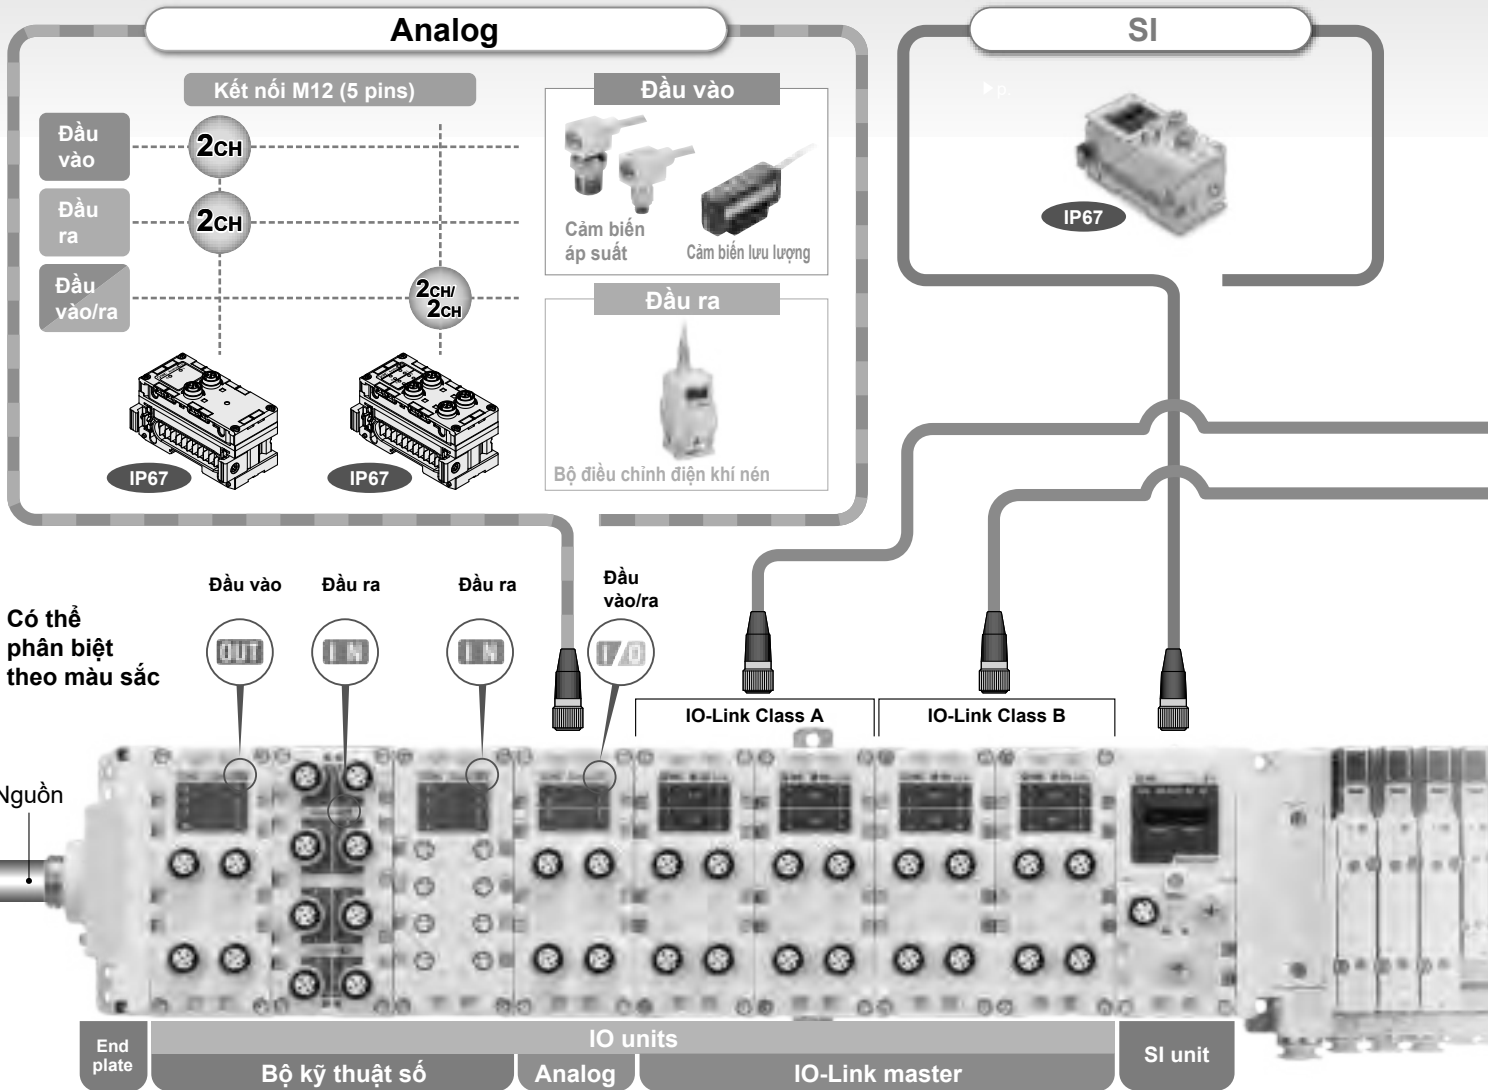 Analog
Kết nối M12 (5 pins)
Đầu
vào
2CH
Đầu
ra
2CH
Đầu
vào/ra
2CH/
2CH
IP67
IP67
Đầu vào
Cảm biến
áp suất
Cảm biến lưu lượng
Đầu ra
Bộ điều chỉnh điện khí nén
SI
▶p.
IP67
Có thể
phân biệt
theo màu sắc
Đầu vào
OUT
Đầu ra
IN
Đầu ra
IN
Đầu
vào/ra
I/O
IO-Link Class A
IO-Link Class B
Nguồn
End
plate
IO units
Bộ kỹ thuật số
Analog
IO-Link master
SI unit